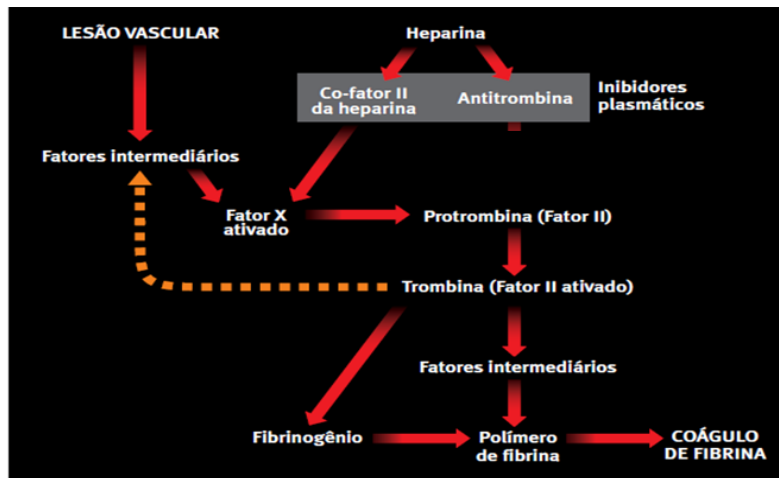 LESÃO VASCULAR
Heparina
Co-fator II
da heparina
Antitrombina
Inibidores
plasmáticos
Fatores intermediários
Fator X
ativado
Protrombina (Fator II)
Trombina (Fator II ativado)
Fatores intermediários
Fibrinogênio
Polímero
de fibrina
COÁGULO
DE FIBRINA